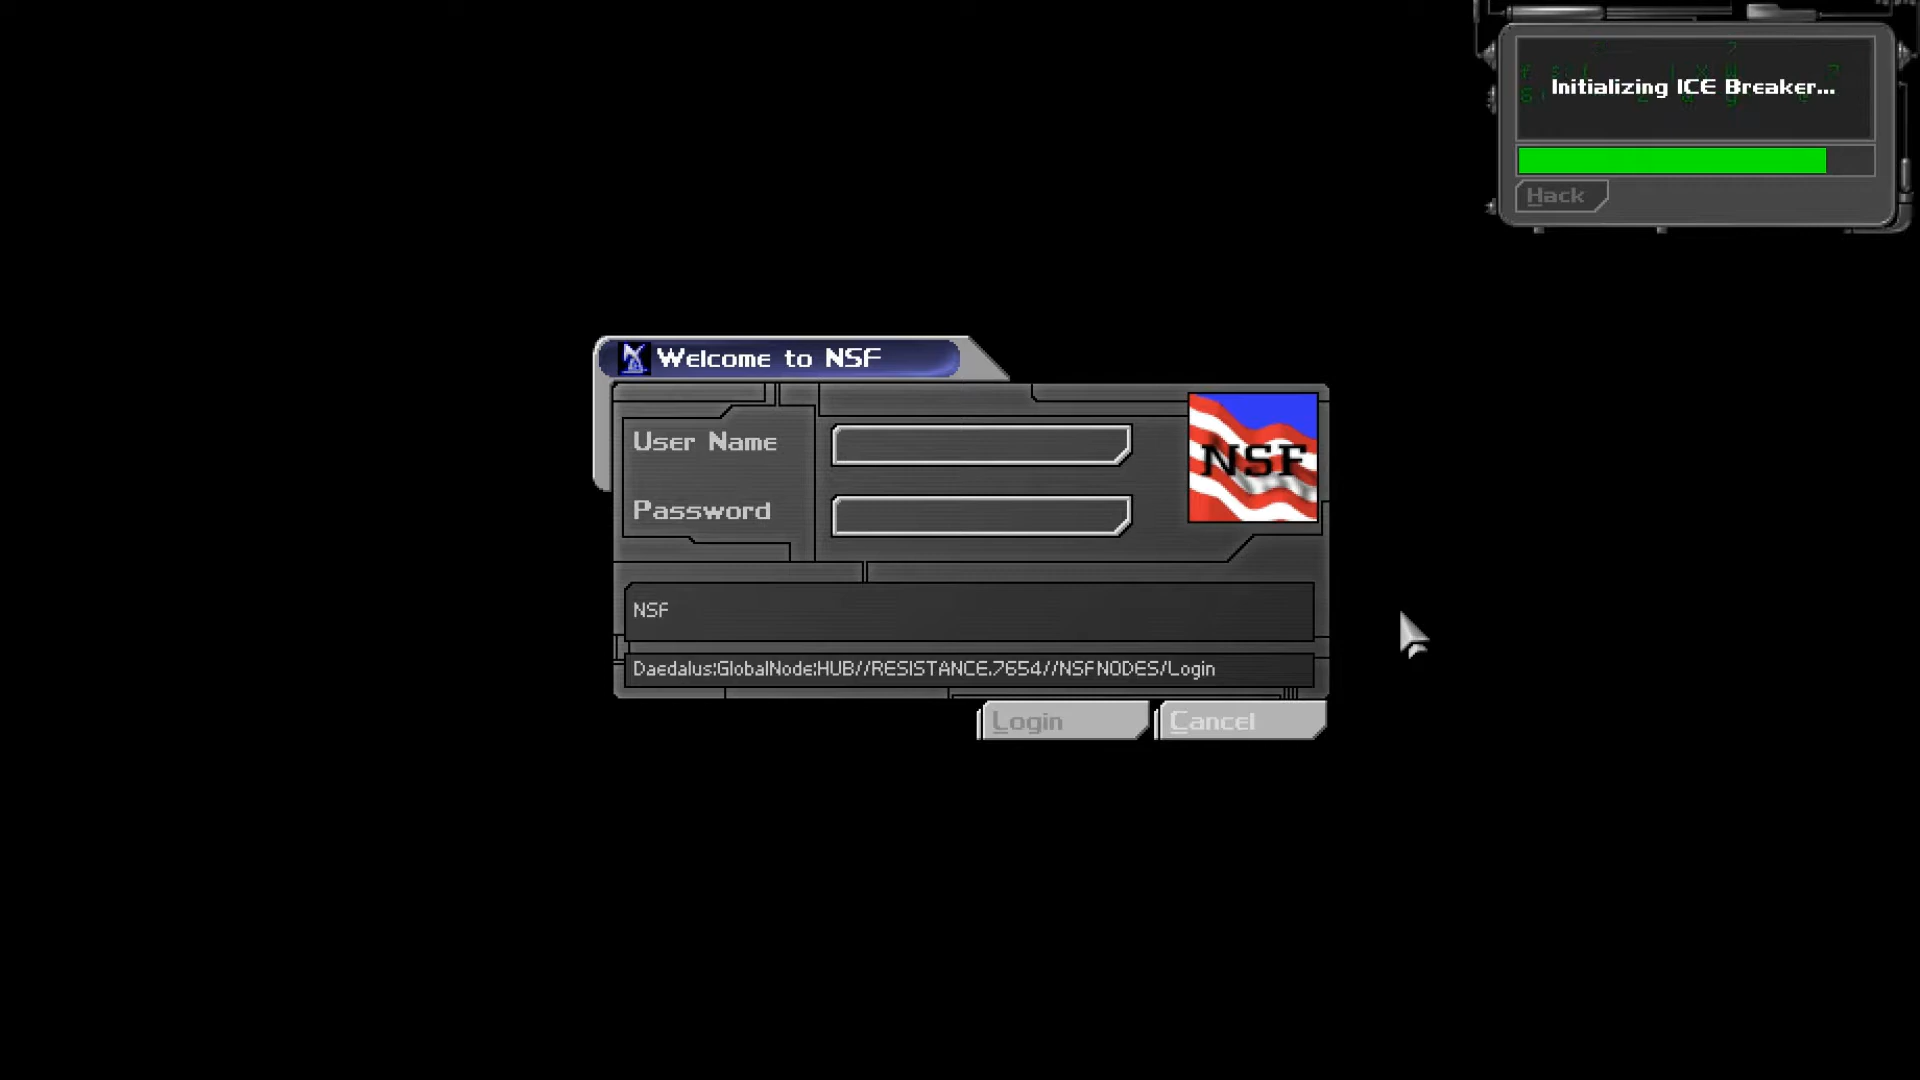 Initializing ICE Breaker...
Hack
Welcome to NSF
User Name
NSF
Password
NSF
Daedalus:GlobalNode:HUB//RESISTANCE.7654//NSFNODES/Login
Login
Cancel